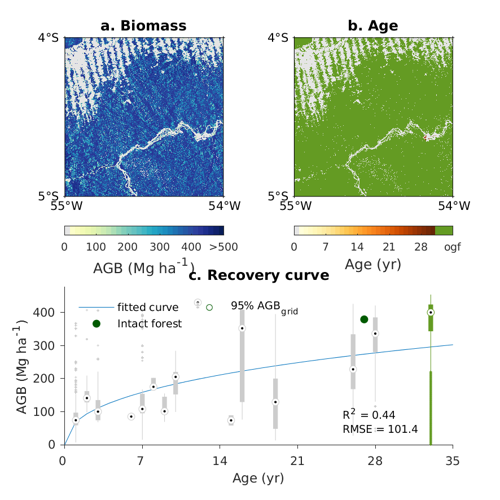 a. Biomass
b. Age
4°S
5°S
55°W
54°W
4°S
5°S
55°W
54°W
0 100 200 300 400 >500
AGB (Mg ha-1)
0 7 14 21 28 ogf
Age (yr)
c. Recovery curve
fitted curve
Intact forest
95% AGBgrid
AGB (Mg ha-1)
400
300
200
100
0
R2 = 0.44
RMSE = 101.4
0 7 14 21 28 35
Age (yr)